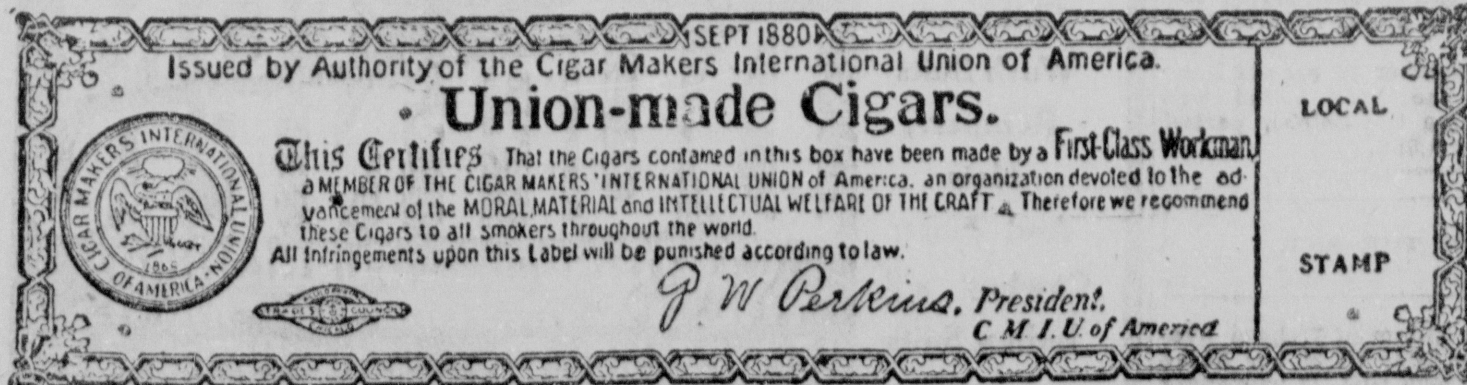 SEPT 1880
Issued by Authority of the Cigar Makers International Union of America.
Union-made Cigars.
This Certifies That the Cigars contained in this box have been made by a First-Class Workman,
a MEMBER OF THE CIGAR MAKERS' INTERNATIONAL UNION of America, an organization devoted to the ad-
vancement of the MORAL, MATERIAL and INTELLECTUAL WELFARE OF THE CRAFT. Therefore we recommend
these Cigars to all smokers throughout the world.
All Infringements upon this Label will be punished according to law.
G. W. Perkins, President,
C. M. I. U. of America
CIGAR MAKERS INTERNATIONAL UNION
OF AMERICA
TRADES COUNCIL
LOCAL
STAMP